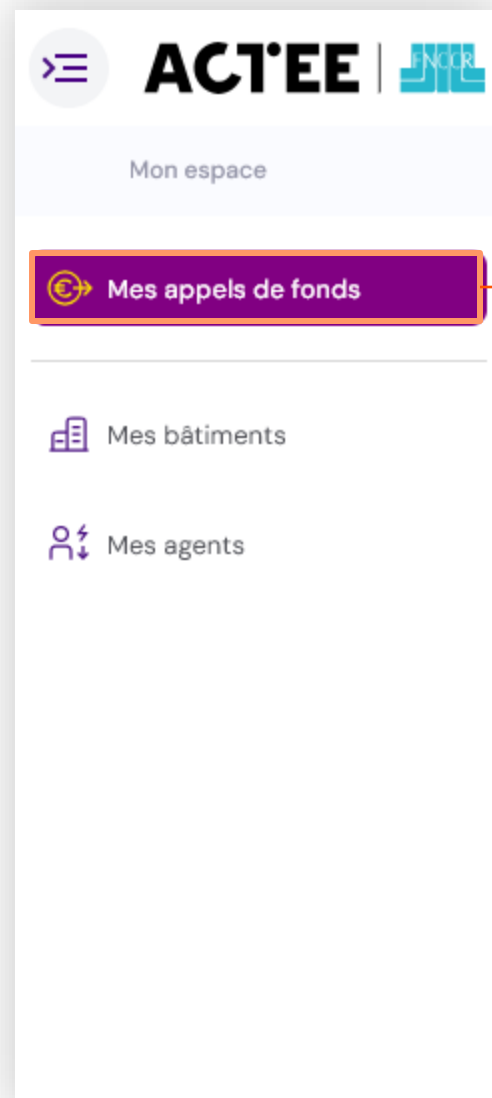 ACTEE | FNCCR
Mon espace
Mes appels de fonds
Mes bâtiments
Mes agents